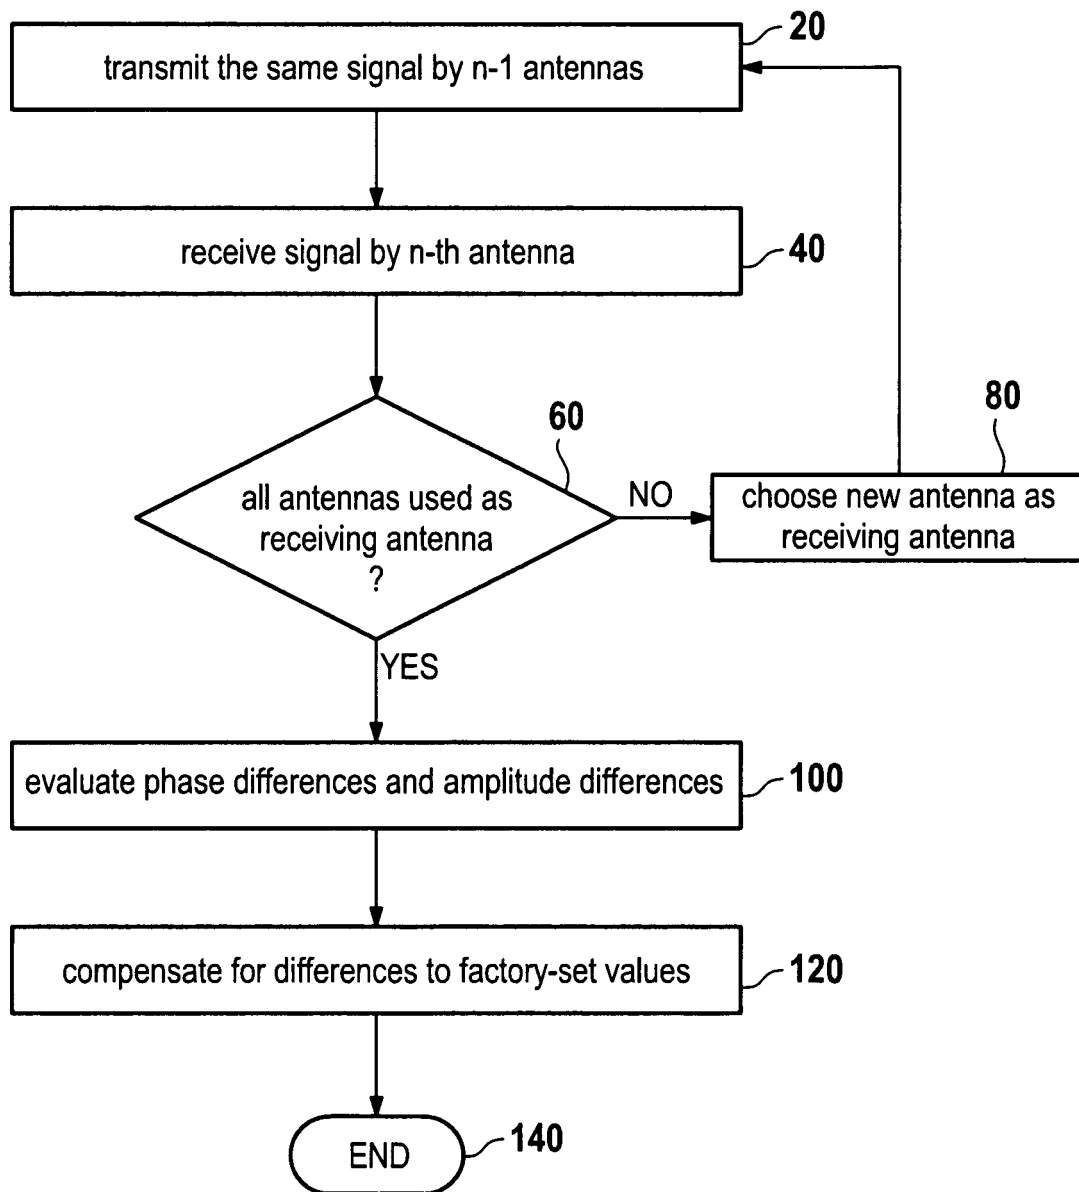 20
transmit the same signal by n-1 antennas
receive signal by n-th antenna
40
60
all antennas used as
receiving antenna
?
NO
80
choose new antenna as
receiving antenna
YES
evaluate phase differences and amplitude differences
100
compensate for differences to factory-set values
120
END
140